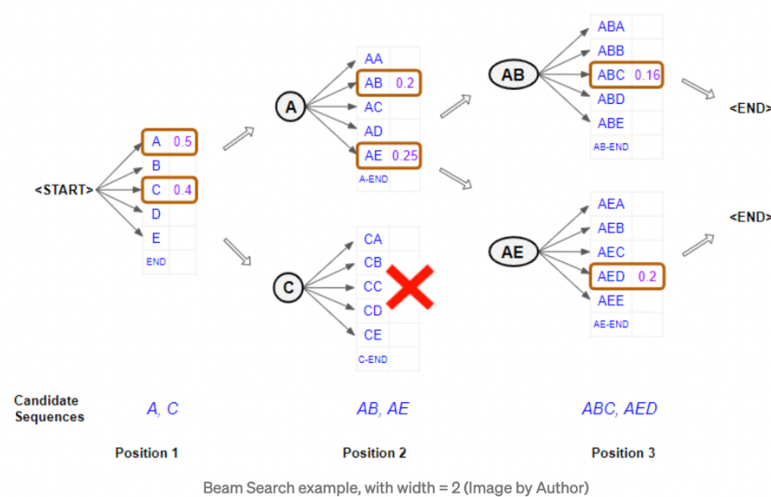 <START>
A 0.5
B
C 0.4
D
E
END
A
AA
AB 0.2
AC
AD
AE 0.25
A-END
C
CA
CB
CC
CD
CE
C-END
AB
ABA
ABB
ABC 0.16
ABD
ABE
AB-END
<END>
AE
AEA
AEB
AEC
AED 0.2
AEE
AE-END
<END>
Candidate
Sequences
A, C
AB, AE
ABC, AED
Position 1
Position 2
Position 3
Beam Search example, with width = 2 (Image by Author)